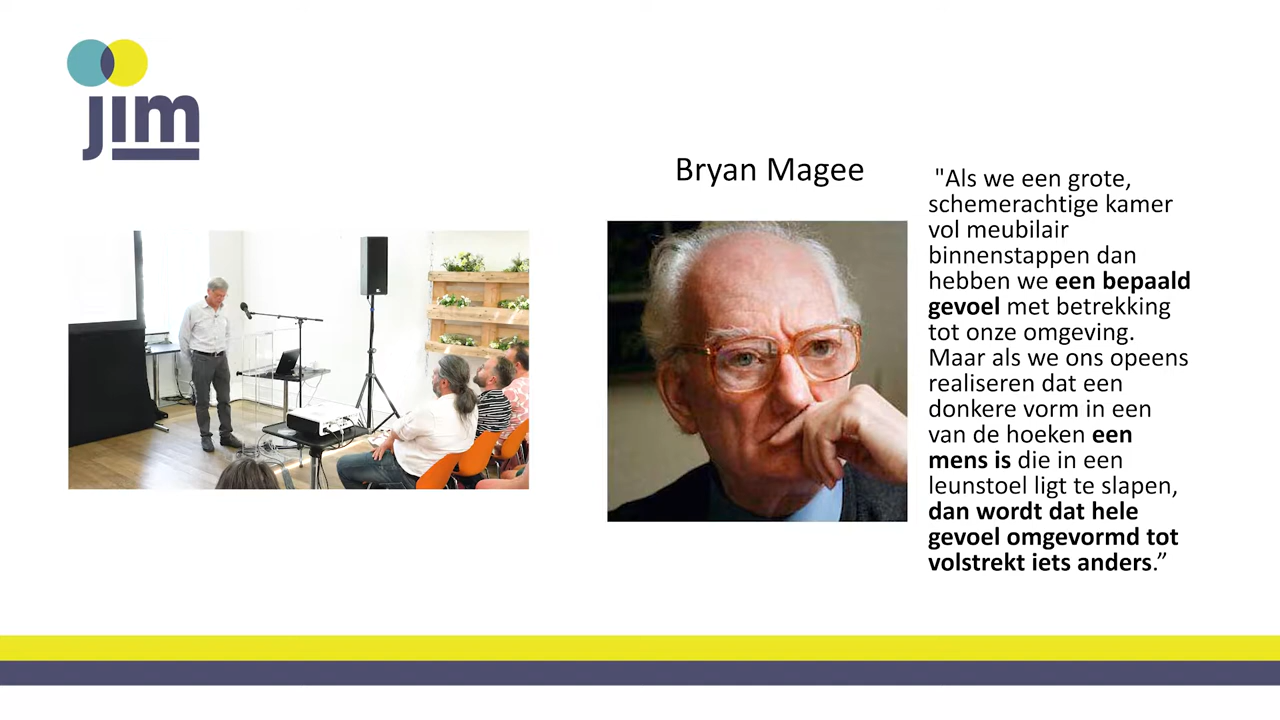 jim
Bryan Magee
"Als we een grote,
schemerachtige kamer
vol meubilair
binnenstappen dan
hebben we een bepaald
gevoel met betrekking
tot onze omgeving.
Maar als we ons opeens
realiseren dat een
donkere vorm in een
van de hoeken een
mens is die in een
leunstoel ligt te slapen,
dan wordt dat hele
gevoel omgevormd tot
volstrekt iets anders.”